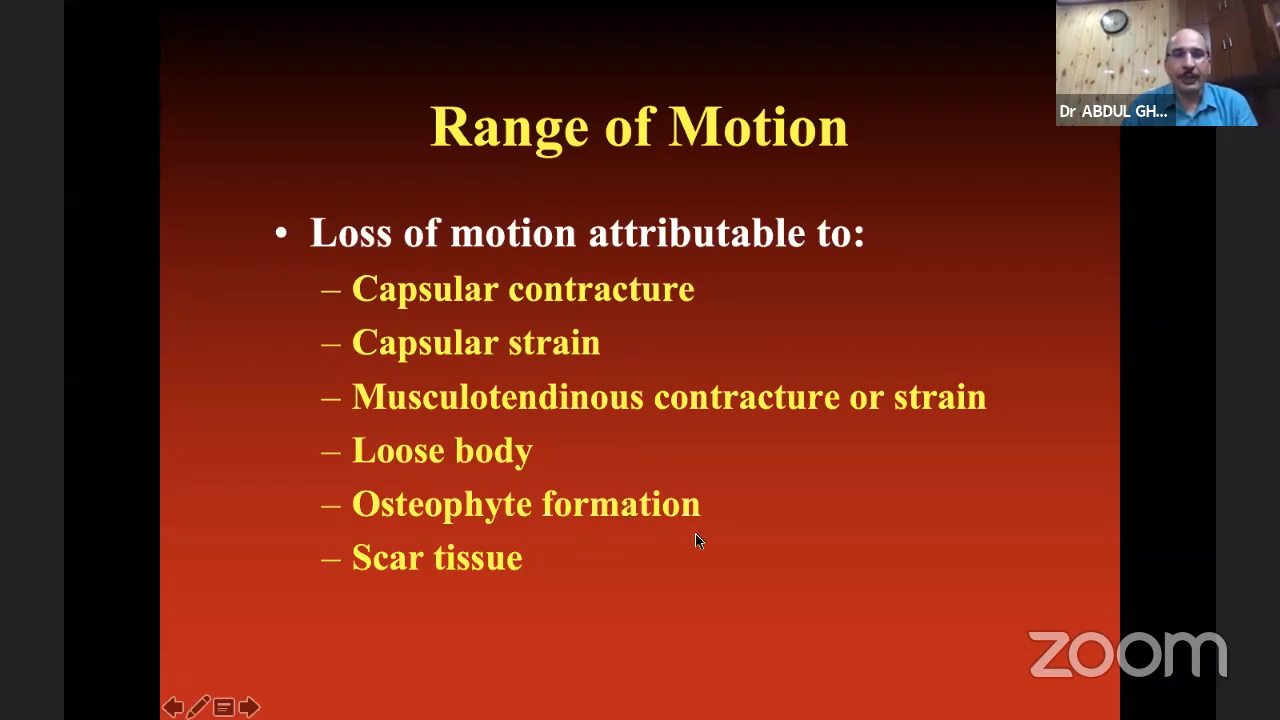 Dr ABDUL GH...
Range of Motion
• Loss of motion attributable to:
– Capsular contracture
– Capsular strain
– Musculotendinous contracture or strain
– Loose body
– Osteophyte formation
– Scar tissue
zoom